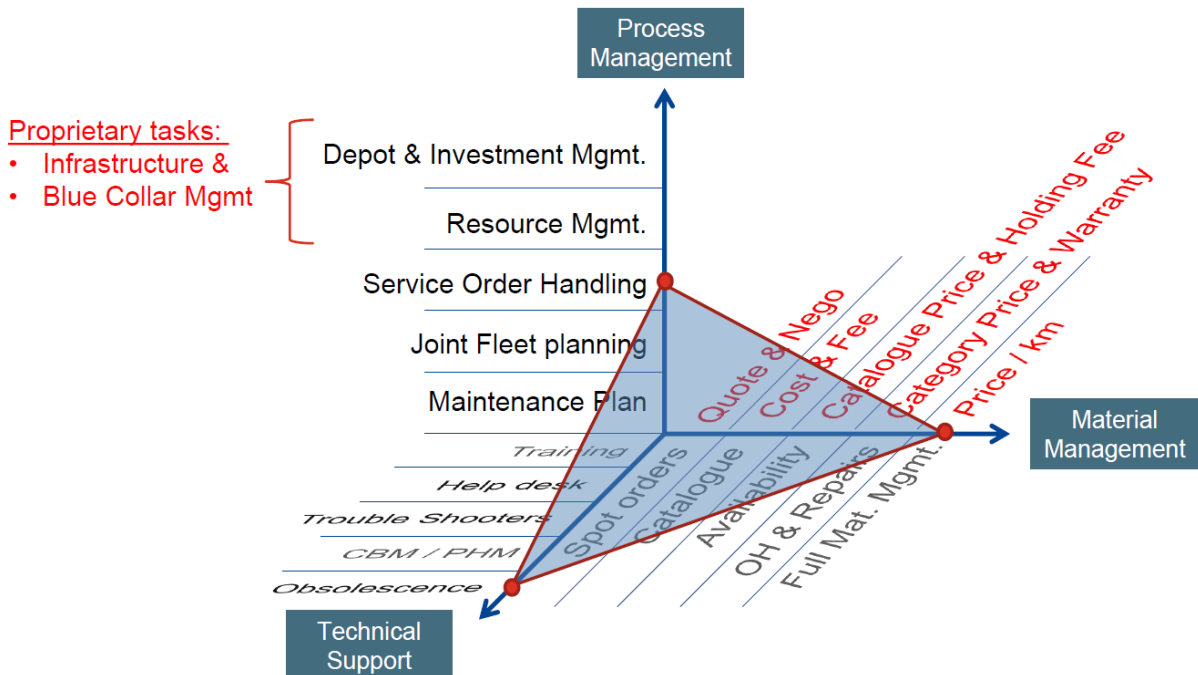 Process
Management
Proprietary tasks:
• Infrastructure &
• Blue Collar Mgmt
Depot & Investment Mgmt.
Resource Mgmt.
Service Order Handling
Joint Fleet planning
Maintenance Plan
Training
Help desk
Trouble Shooters
CBM / PHM
Obsolescence
Technical
Support
Quote & Nego
Cost & Fee
Catalogue Price & Holding Fee
Category Price & Warranty
Price / km
Spot orders
Catalogue
Availability
OH & Repairs
Full Mat. Mgmt.
Material
Management